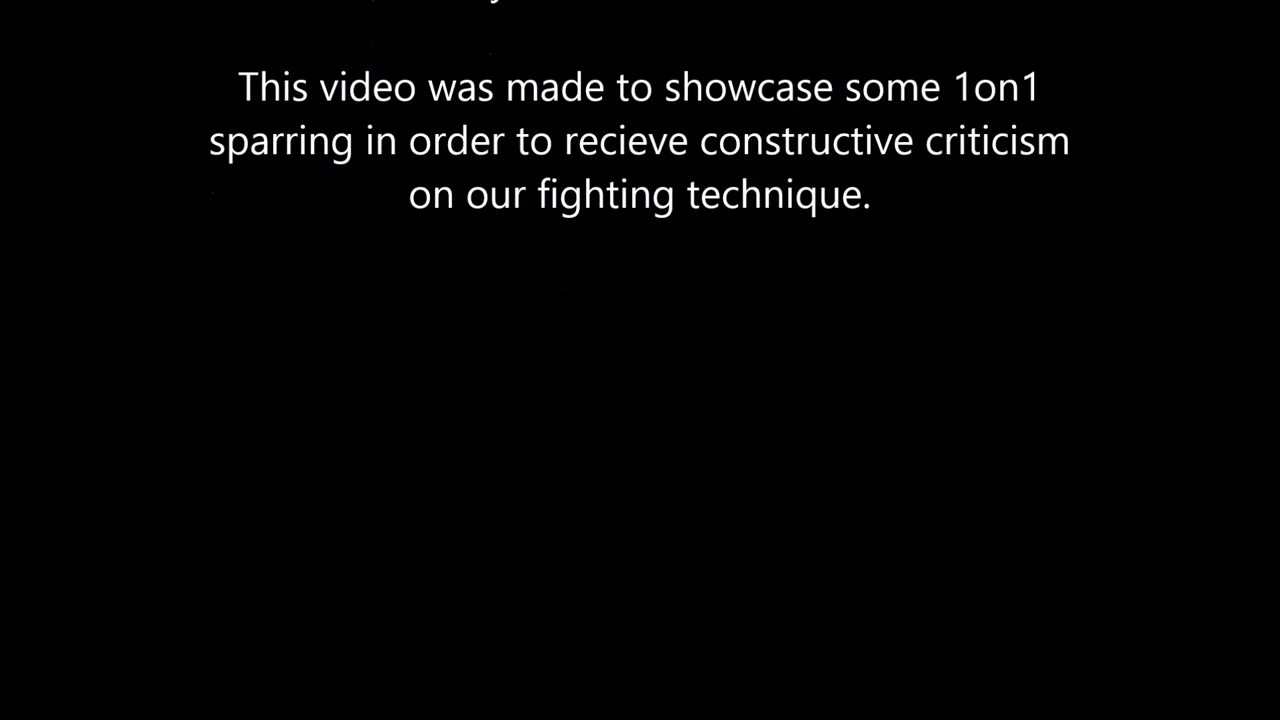 This video was made to showcase some 1on1
sparring in order to recieve constructive criticism
on our fighting technique.